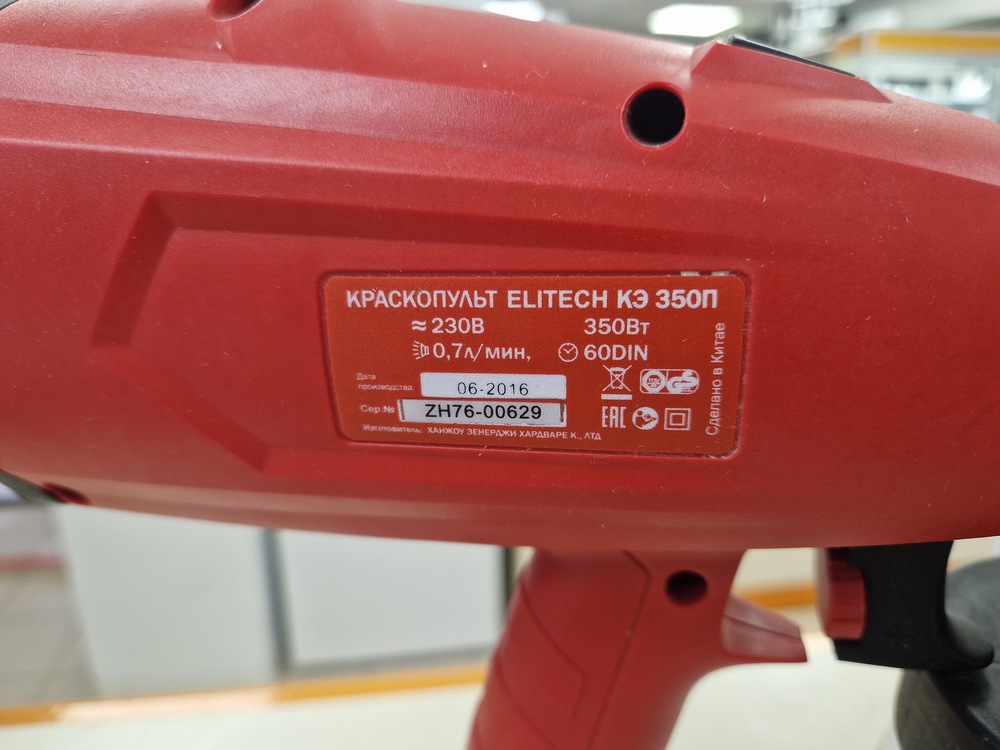 КРАСКОПУЛЬТ ELITECH КЭ 350П
≈ 230В 350Вт
0,7л/мин, 60DIN
Дата
производства. 06-2016
Сер.№ ZH76-00629
EAC
Изготовитель: ХАНЖОУ ЗЕНЕРДЖИ ХАРДВАРЕ К., ЛТД
Сделано в Китае